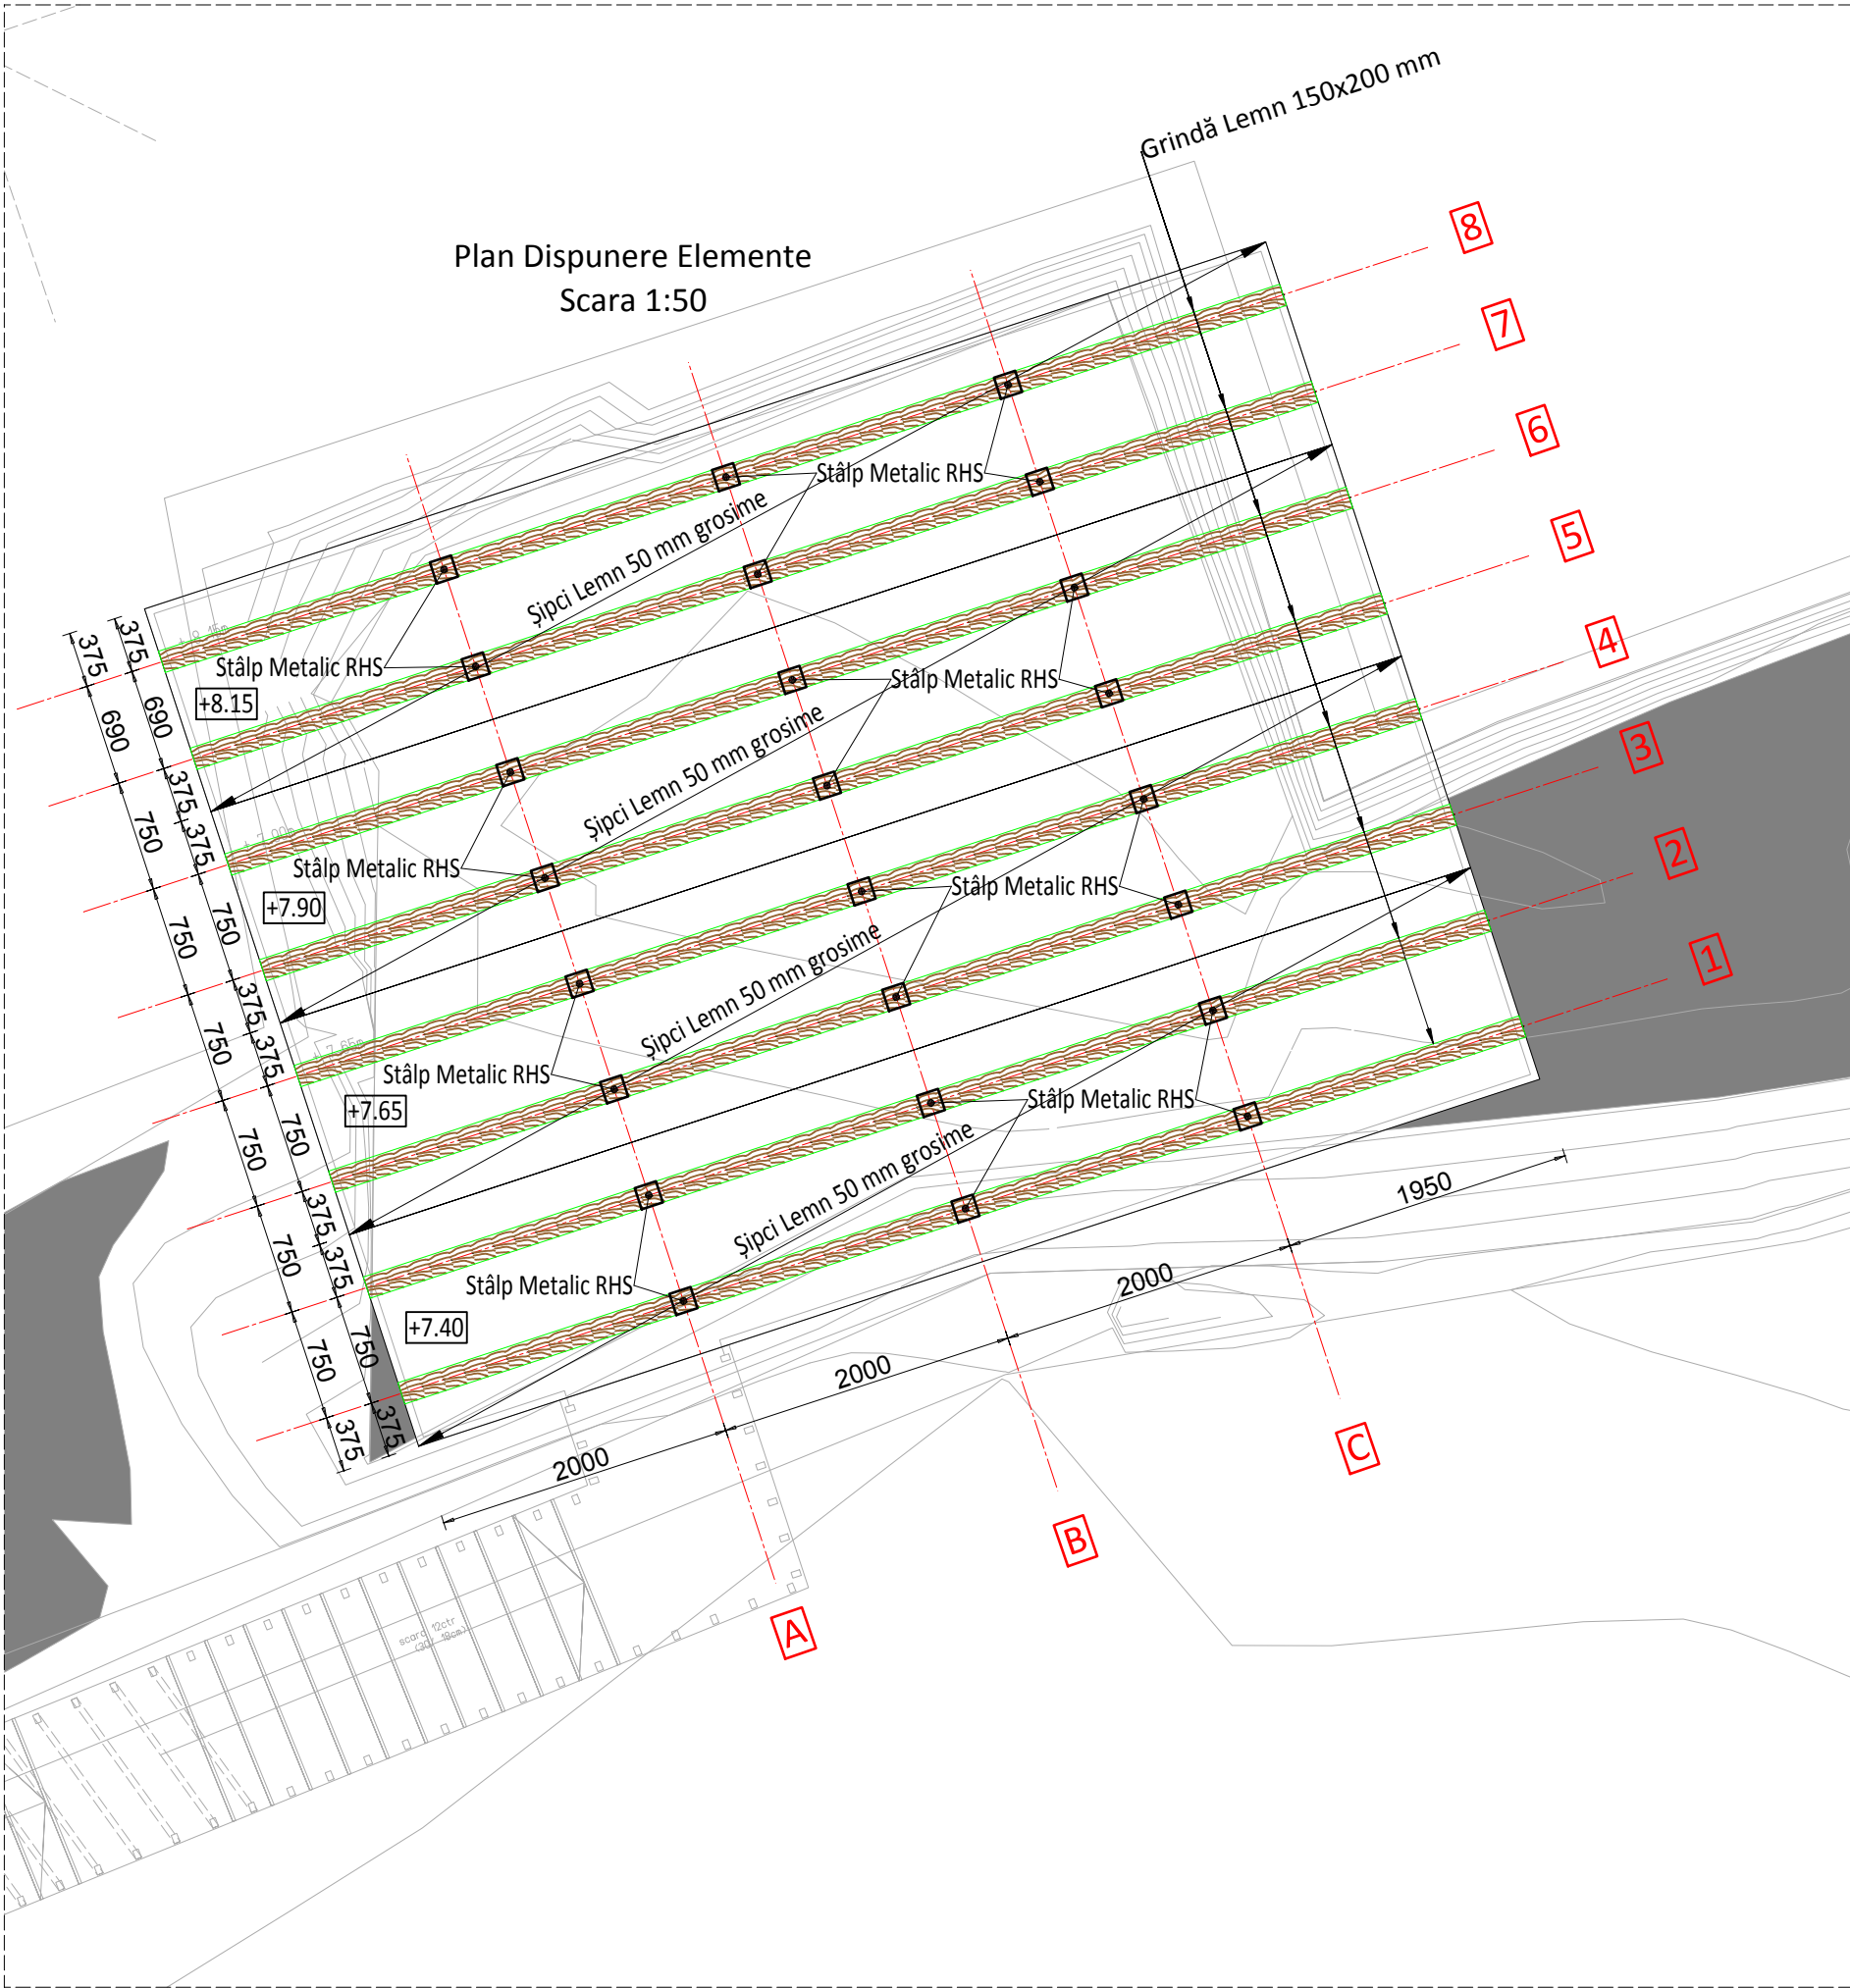 Grindă Lemn 150x200 mm
Plan Dispunere Elemente
Scara 1:50
8
7
6
5
4
3
2
1
Stâlp Metalic RHS
Șipci Lemn 50 mm grosime
Stâlp Metalic RHS
+8.15
Stâlp Metalic RHS
Șipci Lemn 50 mm grosime
Stâlp Metalic RHS
+7.90
Stâlp Metalic RHS
Șipci Lemn 50 mm grosime
Stâlp Metalic RHS
+7.65
Stâlp Metalic RHS
Șipci Lemn 50 mm grosime
Stâlp Metalic RHS
+7.40
375
690
750
750
750
750
750
750
375
375
690
375
375
750
375
375
750
375
375
750
375
2000
2000
2000
1950
A
B
C
scara 12ctr